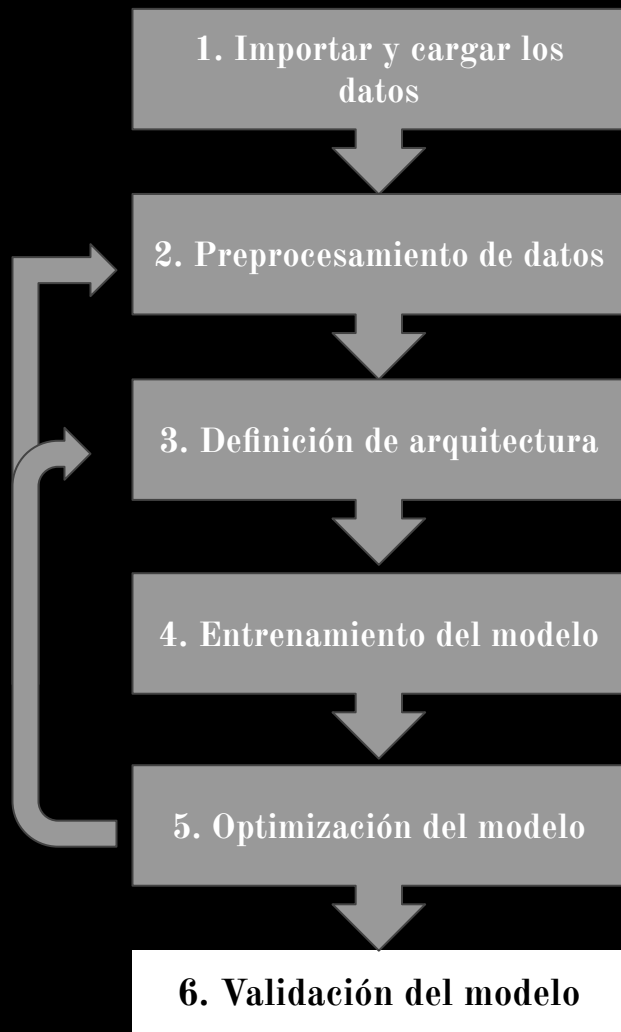 1. Importar y cargar los
datos
2. Preprocesamiento de datos
3. Definición de arquitectura
4. Entrenamiento del modelo
5. Optimización del modelo
6. Validación del modelo